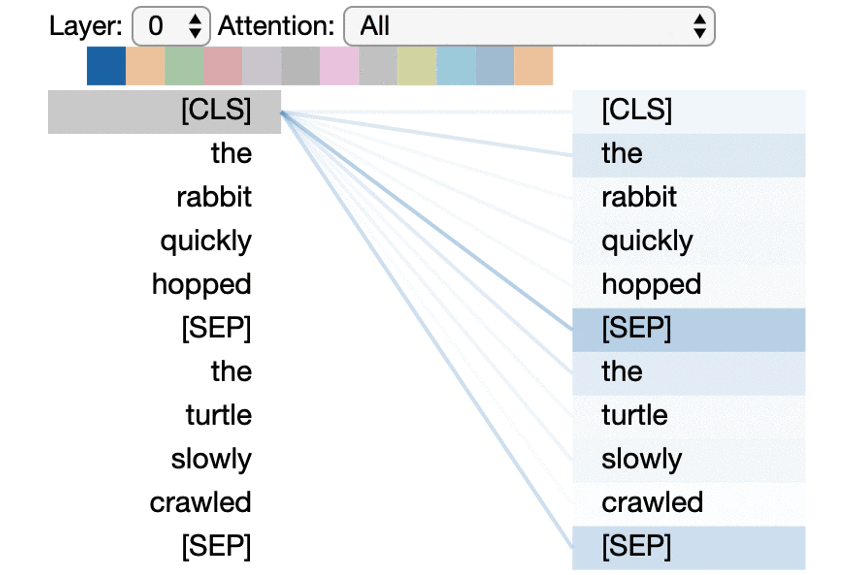 Layer: 0 Attention: All
[CLS] [CLS]
the the
rabbit rabbit
quickly quickly
hopped hopped
[SEP] [SEP]
the the
turtle turtle
slowly slowly
crawled crawled
[SEP] [SEP]